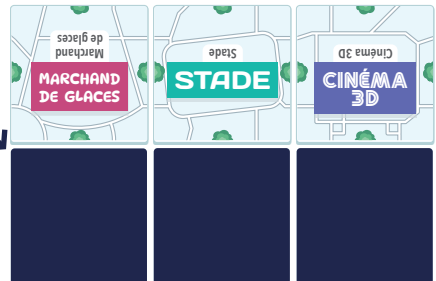 Marchand
de glaces
MARCHAND
DE GLACES
Stade
STADE
Cinéma 3D
CINÉMA
3D